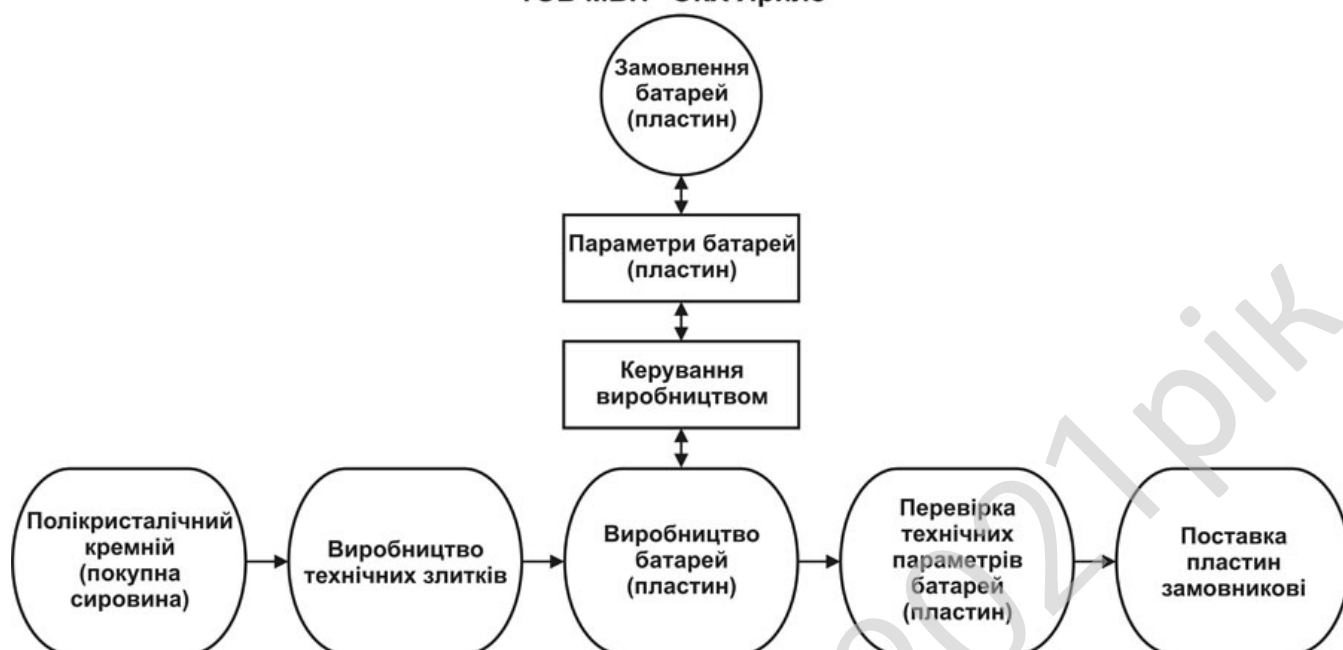 Замовлення
батарей
(пластин)
Параметри батарей
(пластин)
Керування
виробництвом
Полікристалічний
кремній
(покупна
сировина)
Виробництво
технічних злитків
Виробництво
батарей
(пластин)
Перевірка
технічних
параметрів
батарей
(пластин)
Поставка
пластин
замовникові
2021рік